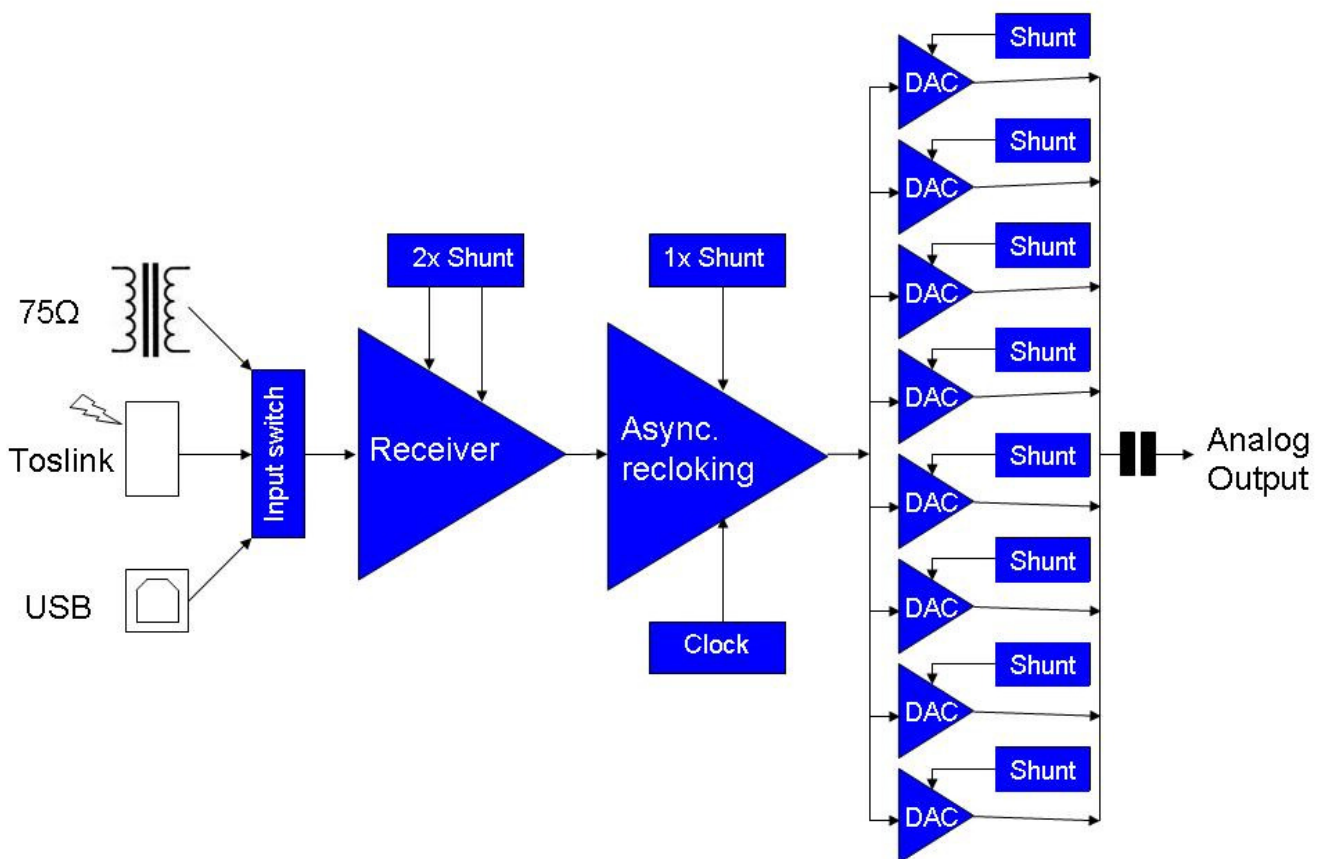 75Ω
Toslink
USB
Input switch
2x Shunt
Receiver
1x Shunt
Async.
recloking
Clock
Shunt
DAC
Shunt
DAC
Shunt
DAC
Shunt
DAC
Shunt
DAC
Shunt
DAC
Shunt
DAC
Shunt
DAC
Analog
Output